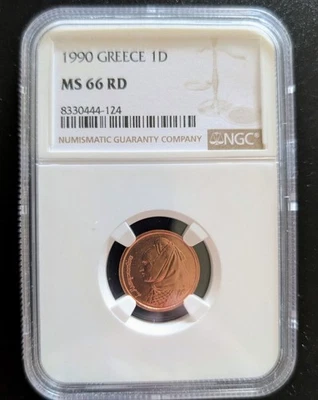 1990 GREECE 1D
MS 66 RD
8330444-124
NUMISMATIC GUARANTY COMPANY NGC